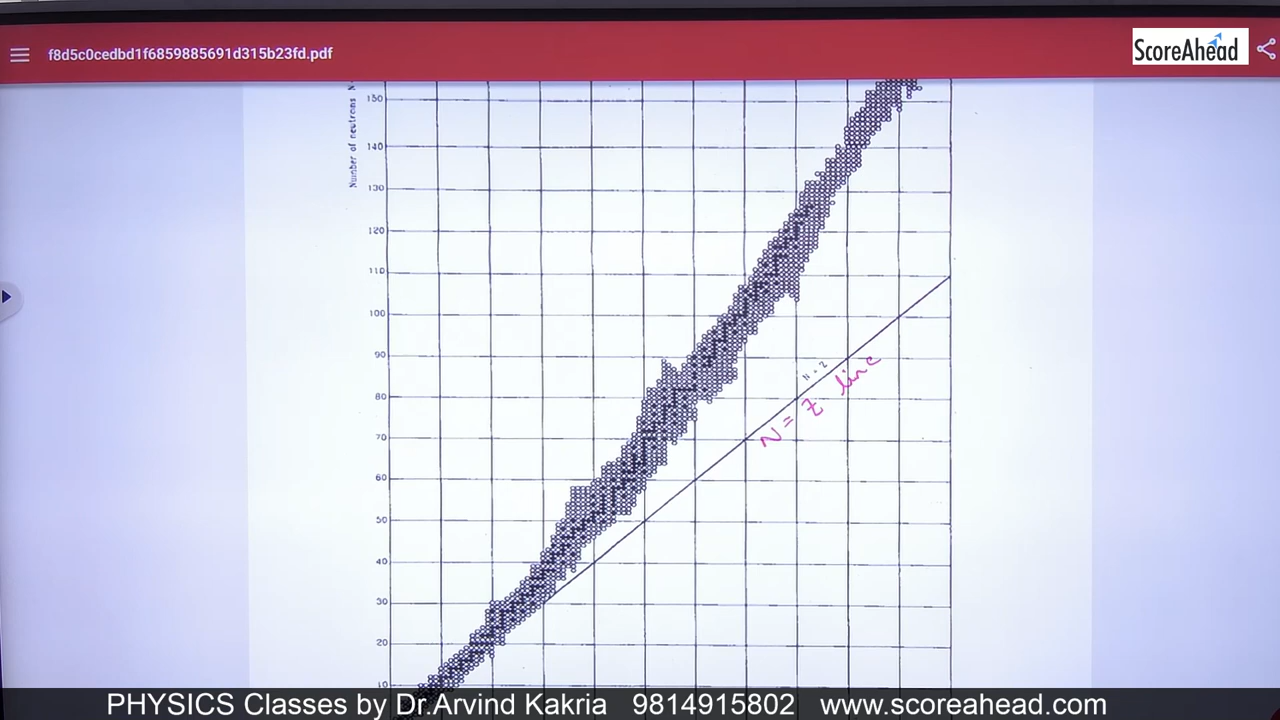 f8d5c0cedbd1f6859885691d315b23fd.pdf
ScoreAhead
Number of neutrons N
150
140
130
120
110
100
90
80
70
60
50
40
30
20
10
N = Z
N = Z line
PHYSICS Classes by Dr.Arvind Kakria 9814915802 www.scoreahead.com